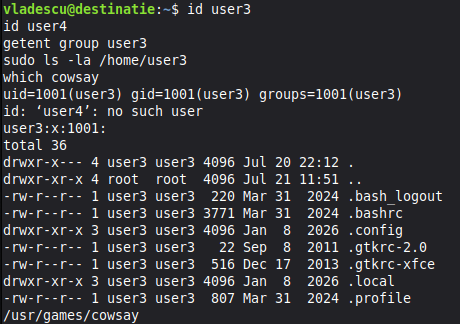 vladescu@destinatie:~$ id user3
id user4
getent group user3
sudo ls -la /home/user3
which cowsay
uid=1001(user3) gid=1001(user3) groups=1001(user3)
id: ‘user4’: no such user
user3:x:1001:
total 36
drwxr-x--- 4 user3 user3 4096 Jul 20 22:12 .
drwxr-xr-x 4 root  root  4096 Jul 21 11:51 ..
-rw-r--r-- 1 user3 user3  220 Mar 31  2024 .bash_logout
-rw-r--r-- 1 user3 user3 3771 Mar 31  2024 .bashrc
drwxr-xr-x 3 user3 user3 4096 Jan  8  2026 .config
-rw-r--r-- 1 user3 user3   22 Sep  8  2011 .gtkrc-2.0
-rw-r--r-- 1 user3 user3  516 Dec 17  2013 .gtkrc-xfce
drwxr-xr-x 3 user3 user3 4096 Jan  8  2026 .local
-rw-r--r-- 1 user3 user3  807 Mar 31  2024 .profile
/usr/games/cowsay